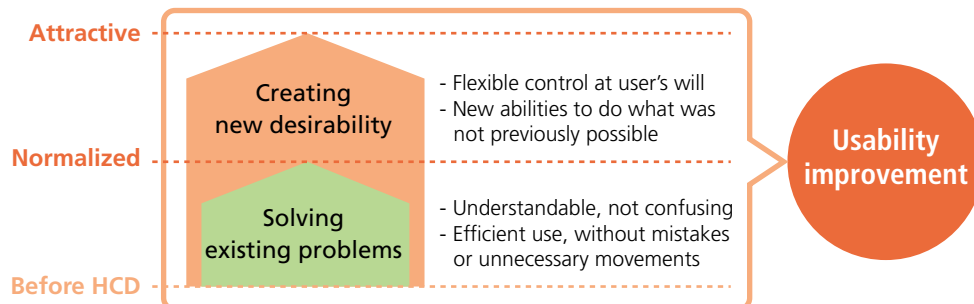 Attractive
Creating
new desirability
- Flexible control at user's will
- New abilities to do what was
not previously possible
Normalized
Solving
existing problems
- Understandable, not confusing
- Efficient use, without mistakes
or unnecessary movements
Before HCD
Usability
improvement